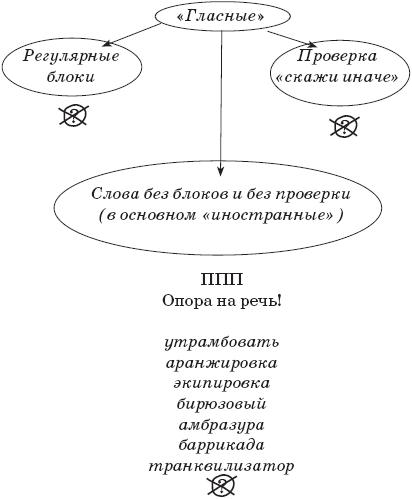 «Гласные»
Регулярные
блоки
Проверка
«скажи иначе»
?
?
Слова без блоков и без проверки
(в основном «иностранные»)
ППП
Опора на речь!
утрамбовать
аранжировка
экипировка
бирюзовый
амбразура
баррикада
транквилизатор
?